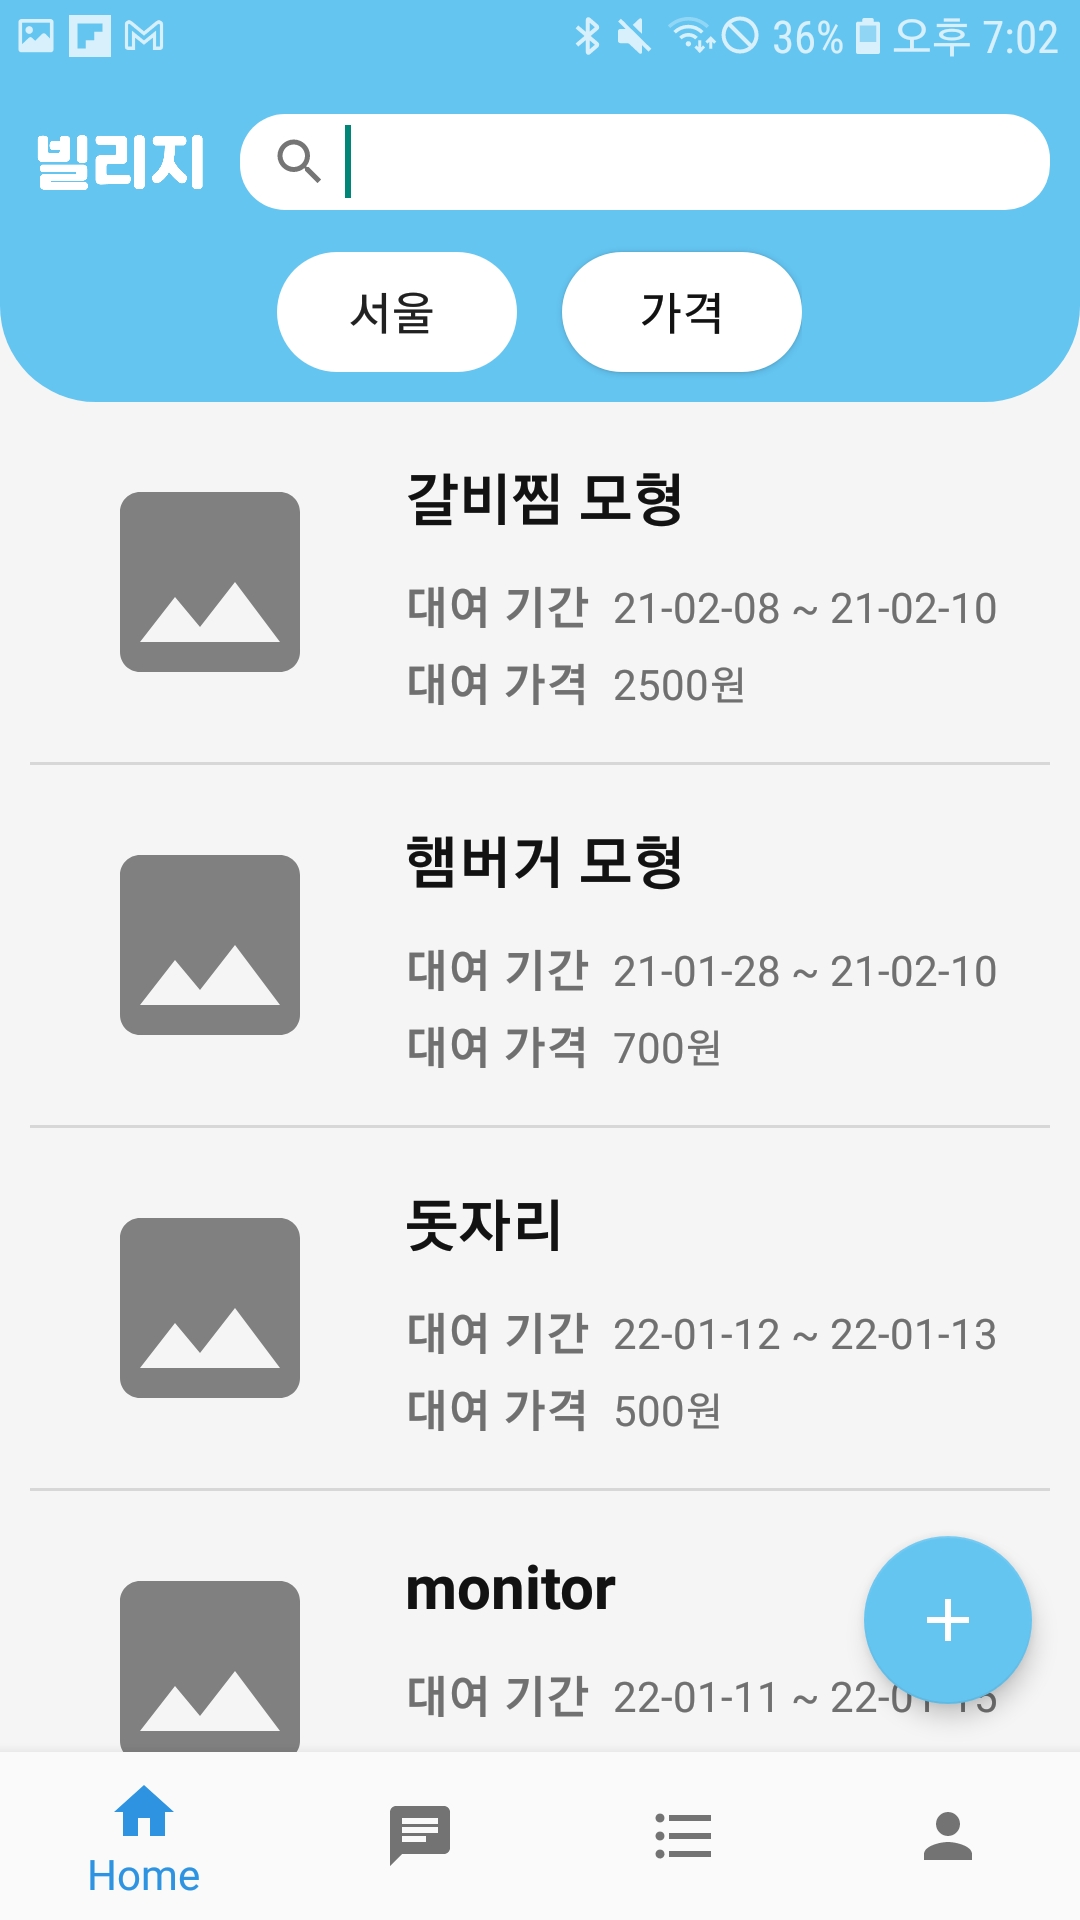 36% 오후 7:02
빌리지
서울 가격
갈비찜 모형
대여 기간 21-02-08 ~ 21-02-10
대여 가격 2500원
햄버거 모형
대여 기간 21-01-28 ~ 21-02-10
대여 가격 700원
돗자리
대여 기간 22-01-12 ~ 22-01-13
대여 가격 500원
monitor
대여 기간 22-01-11 ~ 22-01-15
Home